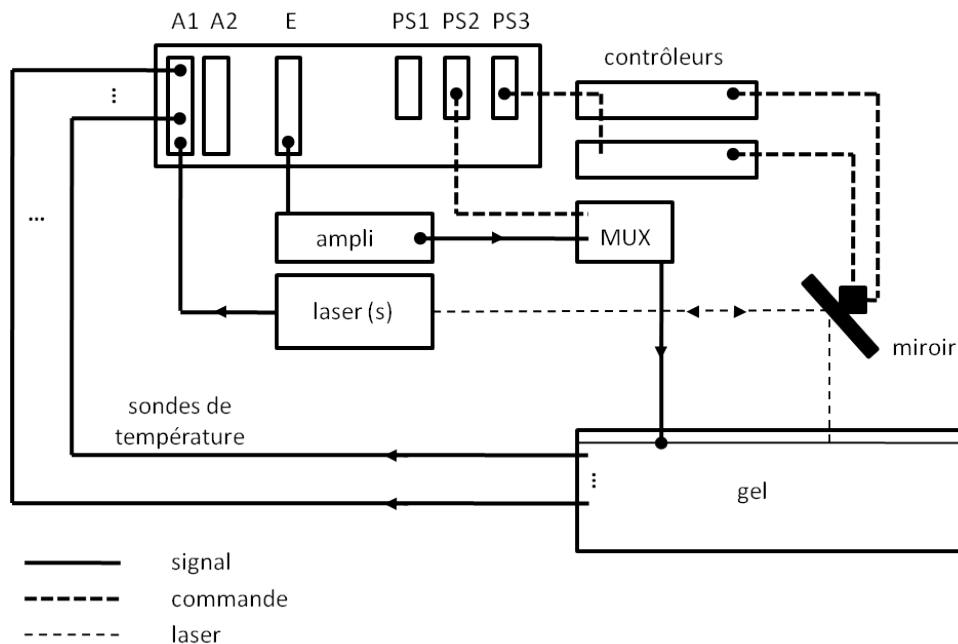 A1 A2 E PS1 PS2 PS3
contrôleurs
...
...
ampli
MUX
laser (s)
miroir
sondes de
température
...
gel
signal
commande
laser